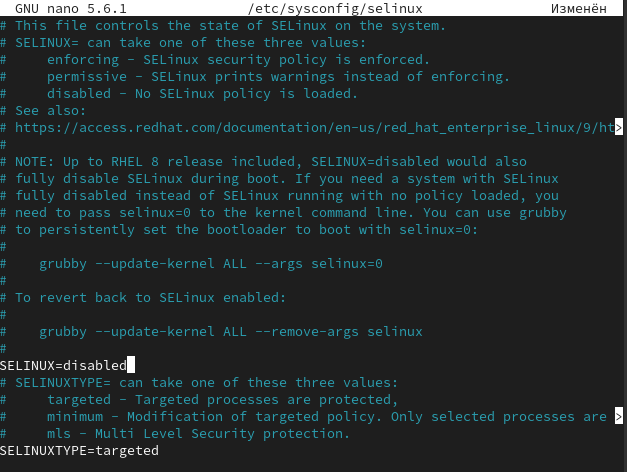 GNU nano 5.6.1 /etc/sysconfig/selinux Изменён
# This file controls the state of SELinux on the system.
# SELINUX= can take one of these three values:
#     enforcing - SELinux security policy is enforced.
#     permissive - SELinux prints warnings instead of enforcing.
#     disabled - No SELinux policy is loaded.
# See also:
# https://access.redhat.com/documentation/en-us/red_hat_enterprise_linux/9/ht>
#
# NOTE: Up to RHEL 8 release included, SELINUX=disabled would also
# fully disable SELinux during boot. If you need a system with SELinux
# fully disabled instead of SELinux running with no policy loaded, you
# need to pass selinux=0 to the kernel command line. You can use grubby
# to persistently set the bootloader to boot with selinux=0:
#
#    grubby --update-kernel ALL --args selinux=0
#
# To revert back to SELinux enabled:
#
#    grubby --update-kernel ALL --remove-args selinux
#
SELINUX=disabled
# SELINUXTYPE= can take one of these three values:
#     targeted - Targeted processes are protected,
#     minimum - Modification of targeted policy. Only selected processes are >
#     mls - Multi Level Security protection.
SELINUXTYPE=targeted